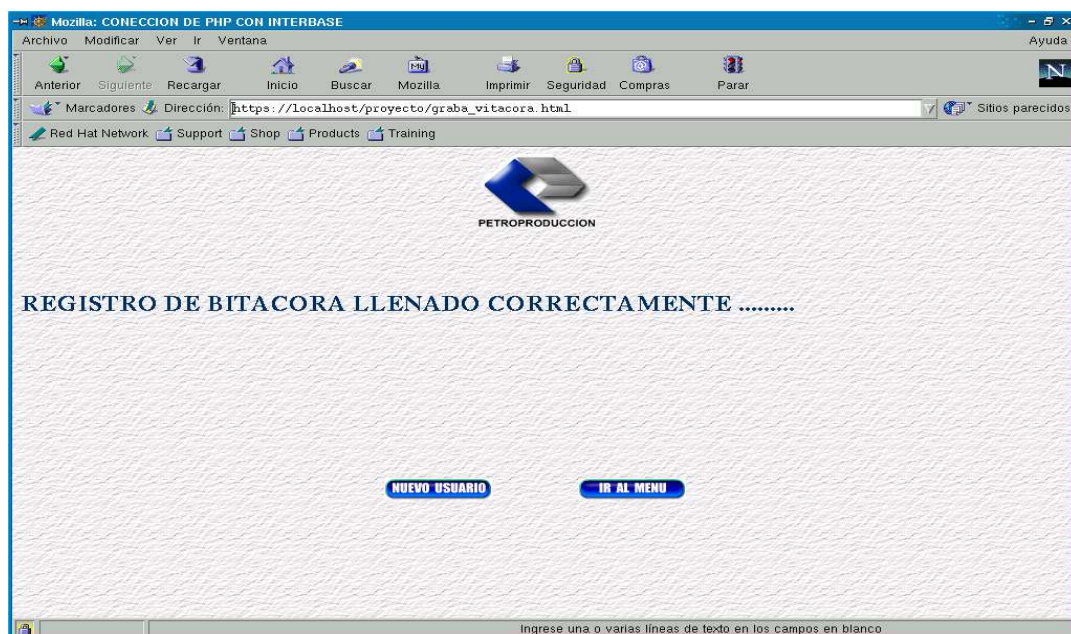 Mozilla: CONECCION DE PHP CON INTERBASE
Archivo Modificar Ver Ir Ventana Ayuda
Anterior Siguiente Recargar Inicio Buscar Mozilla Imprimir Seguridad Compras Parar
Marcadores Dirección: https://localhost/proyecto/graba_vitacora.html Sitios parecidos
Red Hat Network Support Shop Products Training
PETROPRODUCCION
REGISTRO DE BITACORA LLENADO CORRECTAMENTE .........
NUEVO USUARIO IR AL MENU
Ingrese una o varias líneas de texto en los campos en blanco